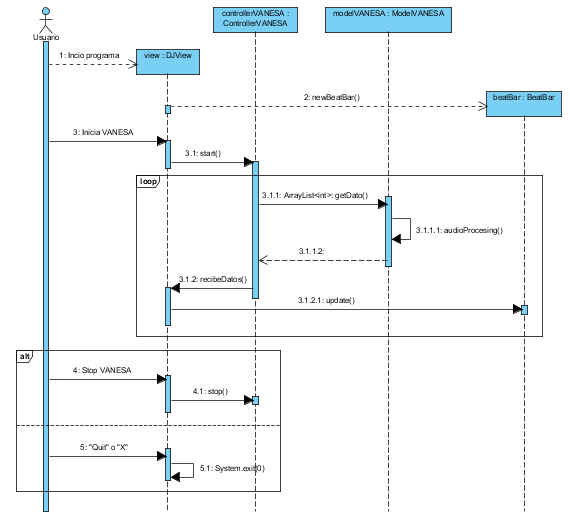 controllerVANESA :
ControllerVANESA
modelVANESA : ModelVANESA
Usuario
1: Incio programa
view : DJView
2: newBeatBar()
beatBar : BeatBar
3: Inicia VANESA
3.1: start()
loop
3.1.1: ArrayList<int>: getDato()
3.1.1.1: audioProcesing()
3.1.1.2:
3.1.2: recibeDatos()
3.1.2.1: update()
alt
4: Stop VANESA
4.1: stop()
5: "Quit" o "X"
5.1: System.exit(0)